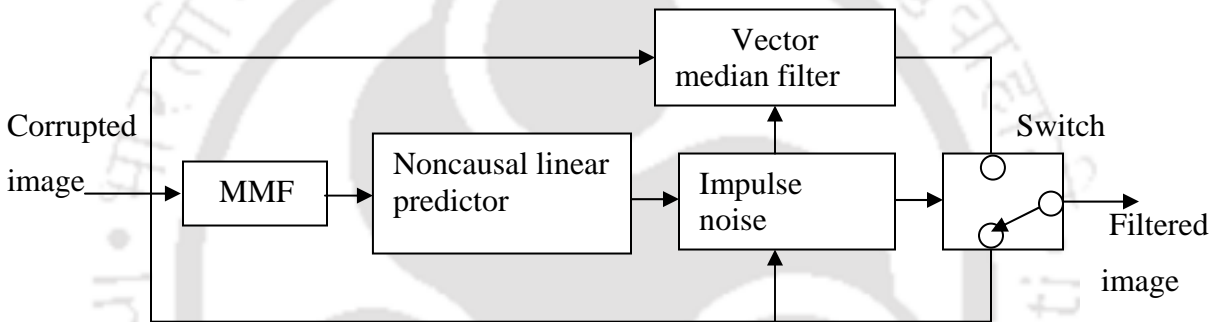 Corrupted
image
MMF
Noncausal linear
predictor
Vector
median filter
Impulse
noise
Switch
Filtered
image